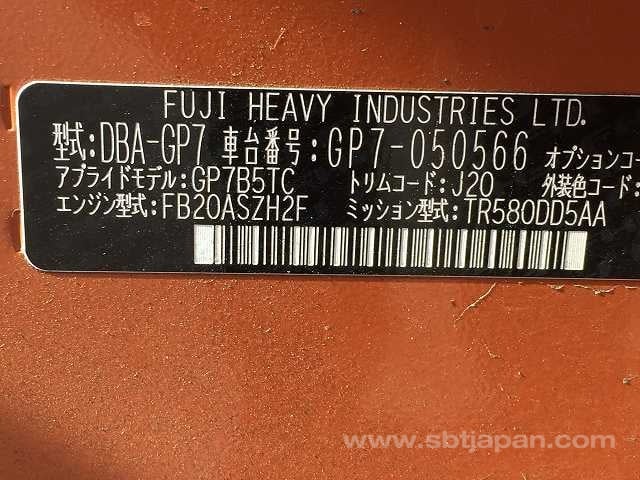 FUJI HEAVY INDUSTRIES LTD.
型式:DBA-GP7 車台番号:GP7-050566 オプションコー
アプライドモデル:GP7B5TC トリムコード:J20 外装色コード:
エンジン型式:FB20ASZH2F ミッション型式:TR580DD5AA
www.sbtjapan.com